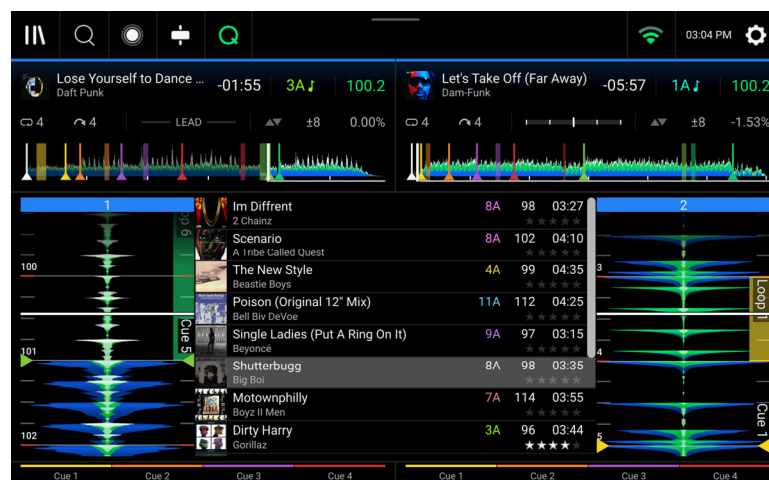 03:04 PM
Lose Yourself to Dance ...
Daft Punk
-01:55
3A
100.2
Let's Take Off (Far Away)
Dam-Funk
-05:57
1A
100.2
4
4
LEAD
±8
0.00%
4
4
±8
-1.53%
1
2
Loop 6
100
Cue 5
101
102
Im Diffrent
8A
98
03:27
2 Chainz
Scenario
8A
102
04:10
A Tribe Called Quest
The New Style
4A
99
04:35
Beastie Boys
Poison (Original 12" Mix)
11A
112
04:25
Bell Biv DeVoe
Single Ladies (Put A Ring On It)
9A
97
03:15
Beyoncé
Shutterbugg
8A
98
03:35
Big Boi
Motownphilly
7A
114
03:55
Boyz II Men
Dirty Harry
3A
96
03:44
Gorillaz
3
Loop 1
4
Cue 1
5
Cue 1
Cue 2
Cue 3
Cue 4
Cue 1
Cue 2
Cue 3
Cue 4